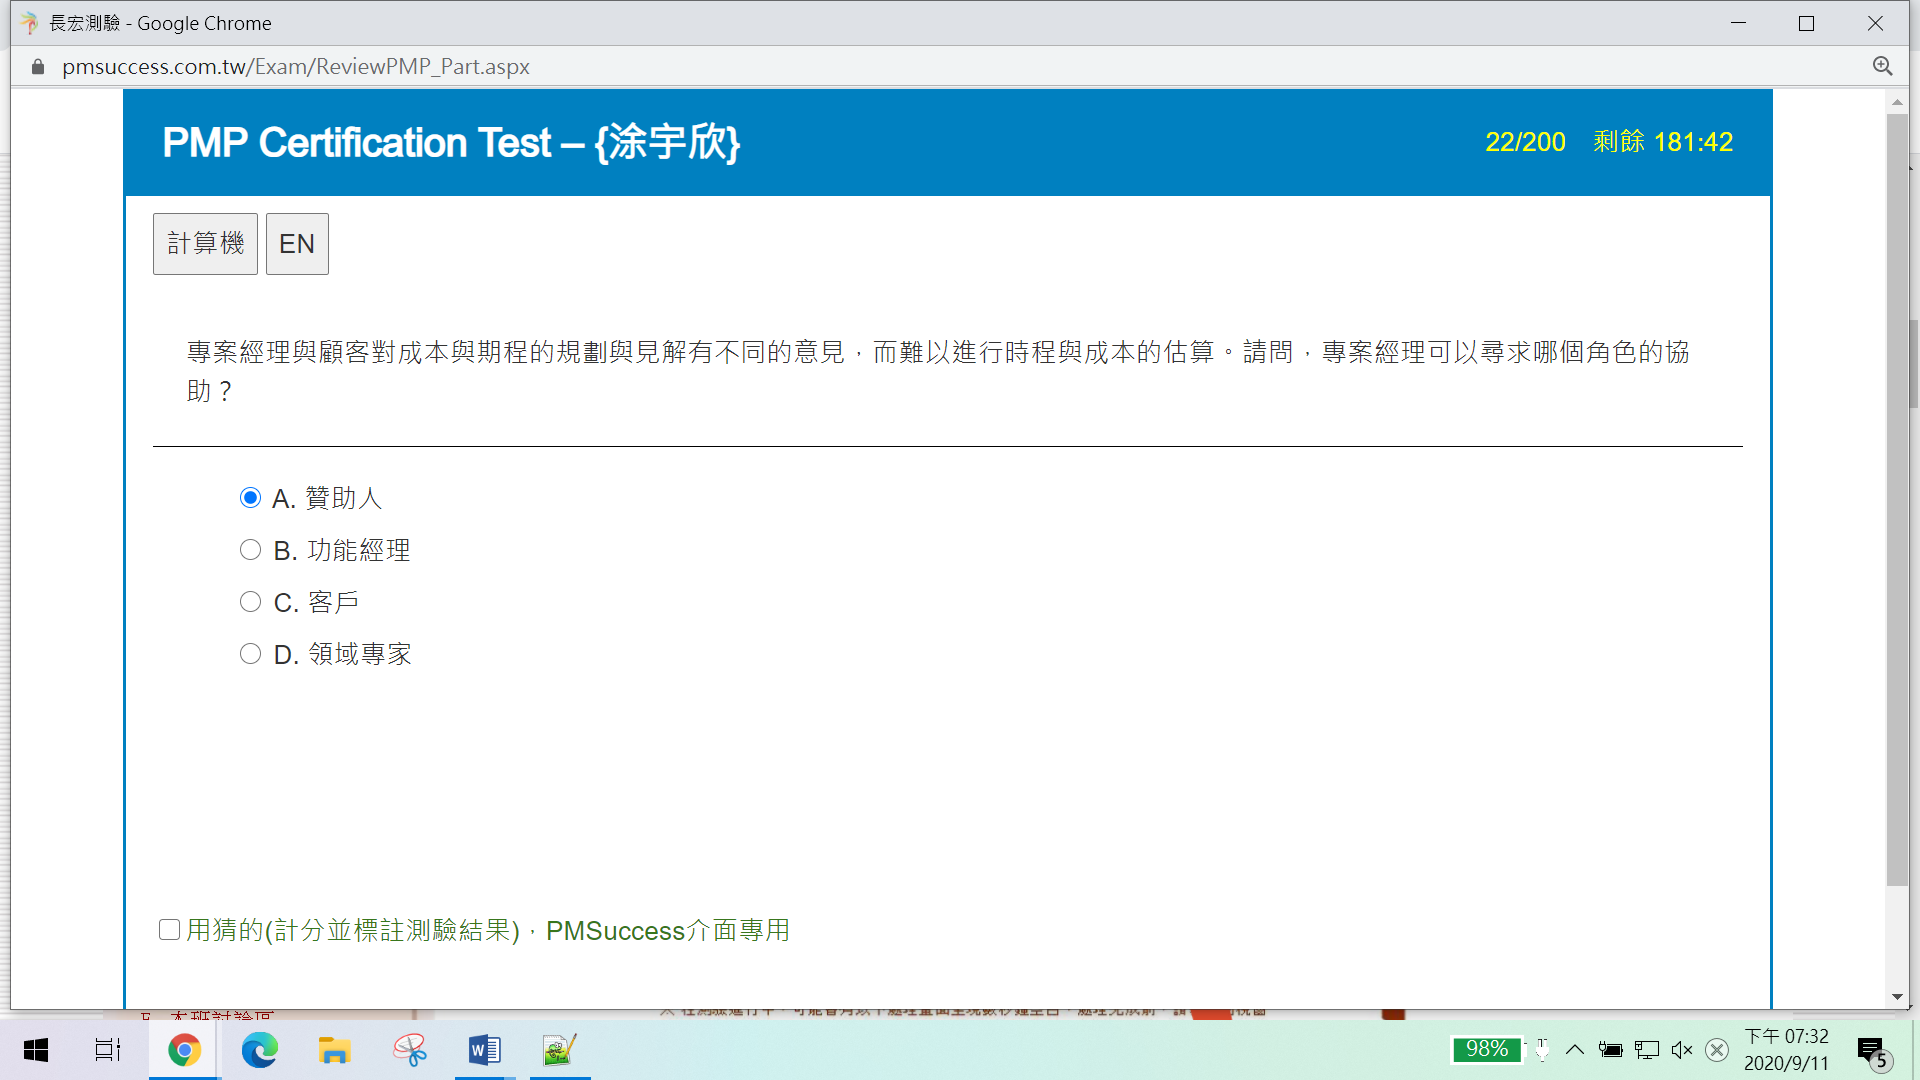 長宏測驗 - Google Chrome
pmsuccess.com.tw/Exam/ReviewPMP_Part.aspx
PMP Certification Test – {涂宇欣}
22/200 剩餘 181:42
計算機 EN
專案經理與顧客對成本與期程的規劃與見解有不同的意見，而難以進行時程與成本的估算。請問，專案經理可以尋求哪個角色的協
助？
A. 贊助人
B. 功能經理
C. 客戶
D. 領域專家
用猜的(計分並標註測驗結果)，PMSuccess介面專用
98%
下午 07:32
2020/9/11
5